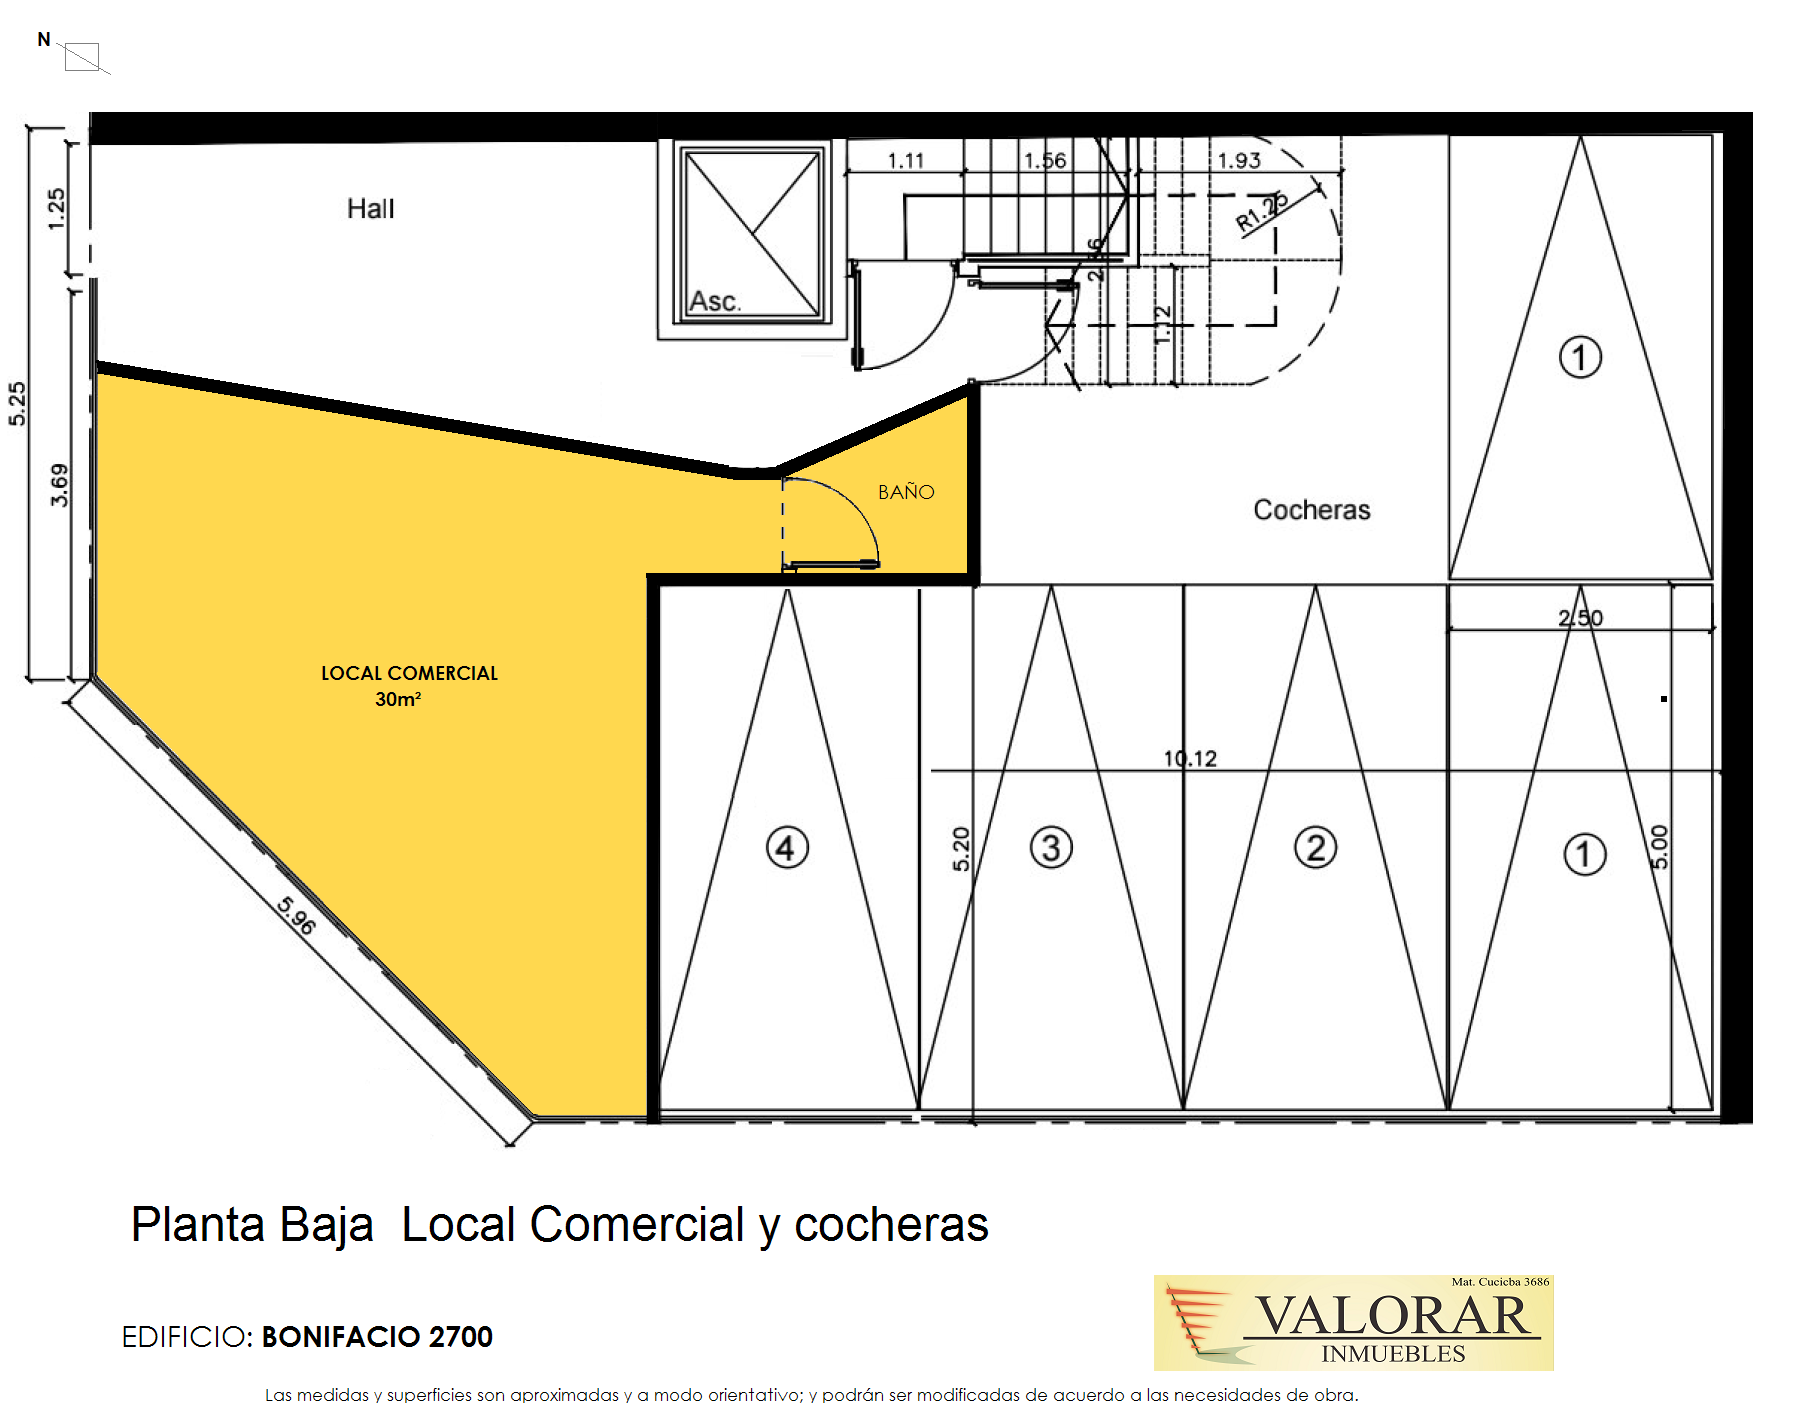 N
1.11
1.56
1.93
Hall
1.25
R1.25
Asc.
1.12
1
5.25
3.69
BAÑO
Cocheras
2.50
LOCAL COMERCIAL
30m²
10.12
4
3
2
1
5.20
5.00
5.96
Planta Baja Local Comercial y cocheras
Mat. Cucicba 3686
VALORAR
INMUEBLES
EDIFICIO: BONIFACIO 2700
Las medidas y superficies son aproximadas y a modo orientativo; y podrán ser modificadas de acuerdo a las necesidades de obra.